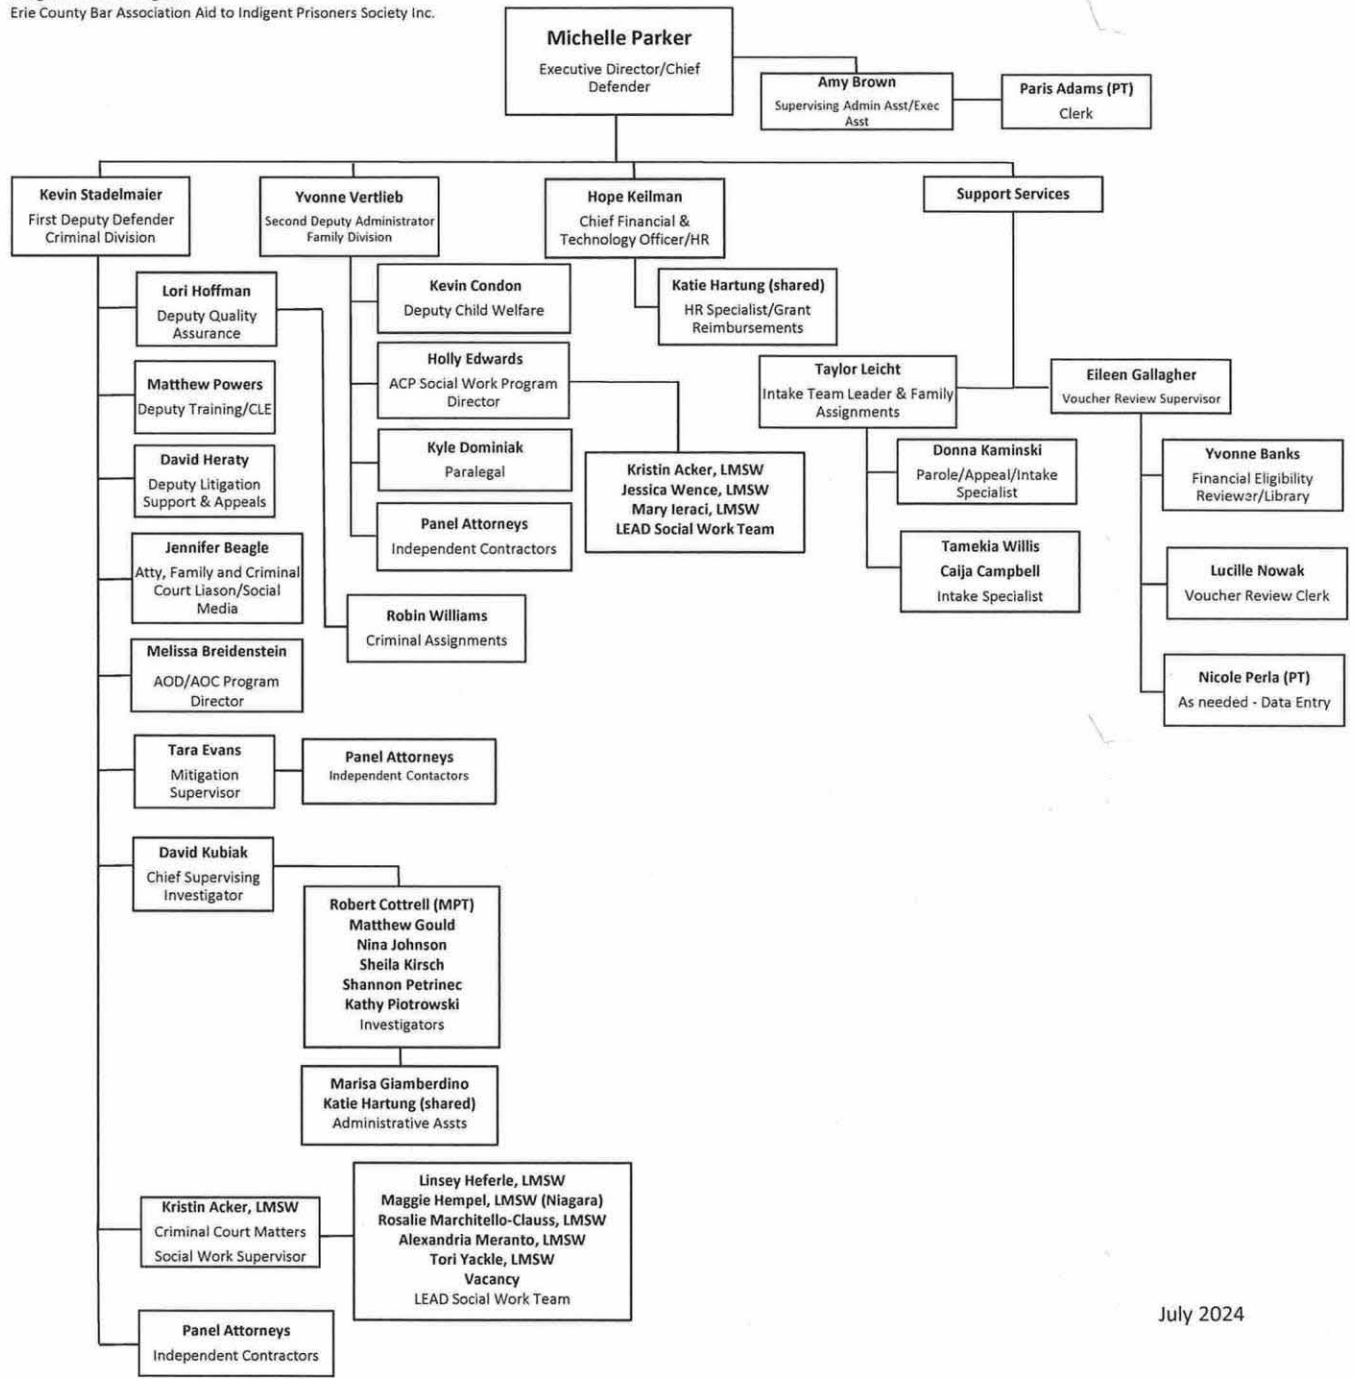 Erie County Bar Association Aid to Indigent Prisoners Society Inc.
Michelle Parker
Executive Director/Chief
Defender
Amy Brown
Supervising Admin Asst/Exec
Asst
Paris Adams (PT)
Clerk
Kevin Stadelmaier
First Deputy Defender
Criminal Division
Yvonne Vertlieb
Second Deputy Administrator
Family Division
Hope Keilman
Chief Financial &
Technology Officer/HR
Support Services
Lori Hoffman
Deputy Quality
Assurance
Matthew Powers
Deputy Training/CLE
David Heraty
Deputy Litigation
Support & Appeals
Jennifer Beagle
Atty, Family and Criminal
Court Liason/Social
Media
Melissa Breidenstein
AOD/AOC Program
Director
Tara Evans
Mitigation
Supervisor
Panel Attorneys
Independent Contactors
David Kubiak
Chief Supervising
Investigator
Robert Cottrell (MPT)
Matthew Gould
Nina Johnson
Sheila Kirsch
Shannon Petrinec
Kathy Piotrowski
Investigators
Marisa Giamberdino
Katie Hartung (shared)
Administrative Assts
Kristin Acker, LMSW
Criminal Court Matters
Social Work Supervisor
Linsey Heferle, LMSW
Maggie Hempel, LMSW (Niagara)
Rosalie Marchitello-Clauss, LMSW
Alexandria Meranto, LMSW
Tori Yackle, LMSW
Vacancy
LEAD Social Work Team
Panel Attorneys
Independent Contractors
Kevin Condon
Deputy Child Welfare
Holly Edwards
ACP Social Work Program
Director
Kyle Dominiak
Paralegal
Panel Attorneys
Independent Contractors
Robin Williams
Criminal Assignments
Kristin Acker, LMSW
Jessica Wence, LMSW
Mary Ieraci, LMSW
LEAD Social Work Team
Katie Hartung (shared)
HR Specialist/Grant
Reimbursements
Taylor Leicht
Intake Team Leader & Family
Assignments
Donna Kaminski
Parole/Appeal/Intake
Specialist
Tamekia Willis
Caija Campbell
Intake Specialist
Eileen Gallagher
Voucher Review Supervisor
Yvonne Banks
Financial Eligibility
Reviewer/Library
Lucille Nowak
Voucher Review Clerk
Nicole Perla (PT)
As needed - Data Entry
July 2024